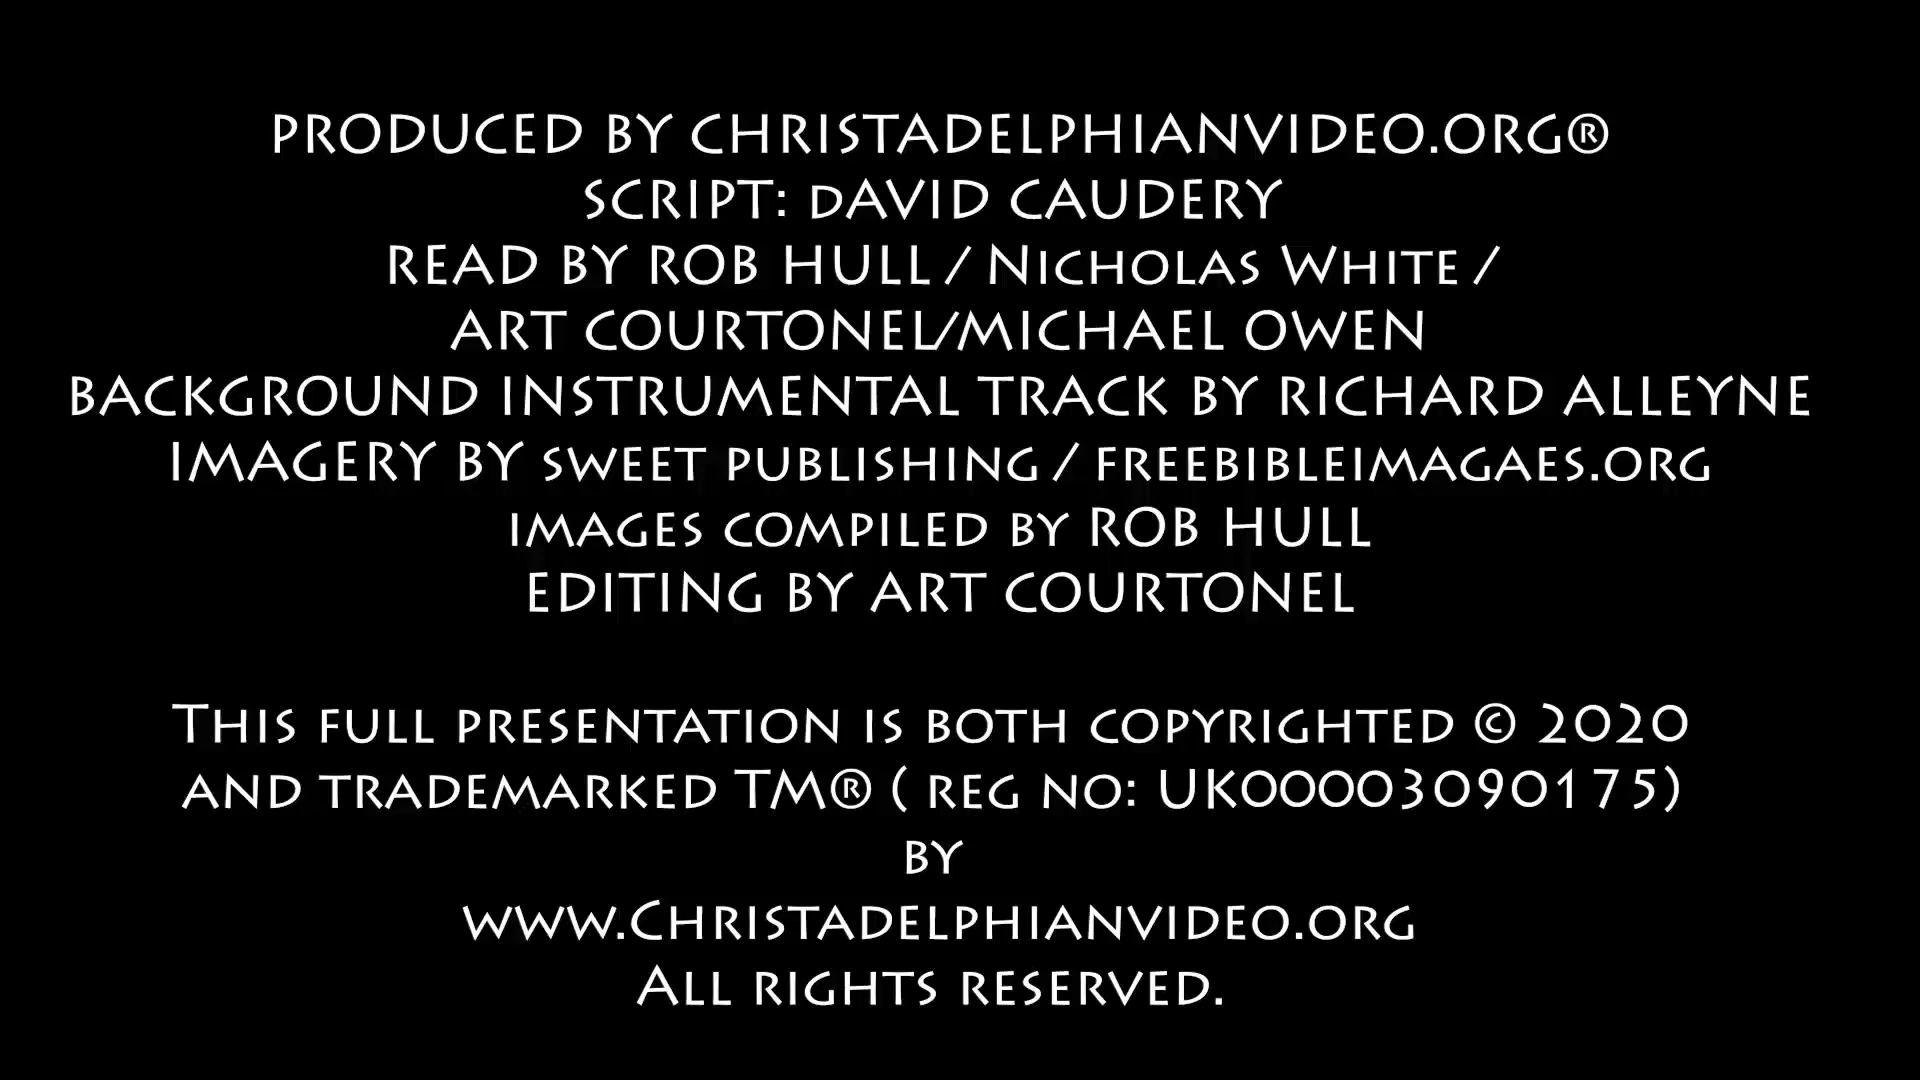 PRODUCED BY CHRISTADELPHIANVIDEO.ORG®
SCRIPT: DAVID CAUDERY
READ BY ROB HULL / NICHOLAS WHITE /
ART COURTONEL/MICHAEL OWEN
BACKGROUND INSTRUMENTAL TRACK BY RICHARD ALLEYNE
IMAGERY BY SWEET PUBLISHING / FREEBIBLEIMAGAES.ORG
IMAGES COMPILED BY ROB HULL
EDITING BY ART COURTONEL
THIS FULL PRESENTATION IS BOTH COPYRIGHTED © 2020
AND TRADEMARKED TM® ( REG NO: UK00003090175)
BY
WWW.CHRISTADELPHIANVIDEO.ORG
ALL RIGHTS RESERVED.